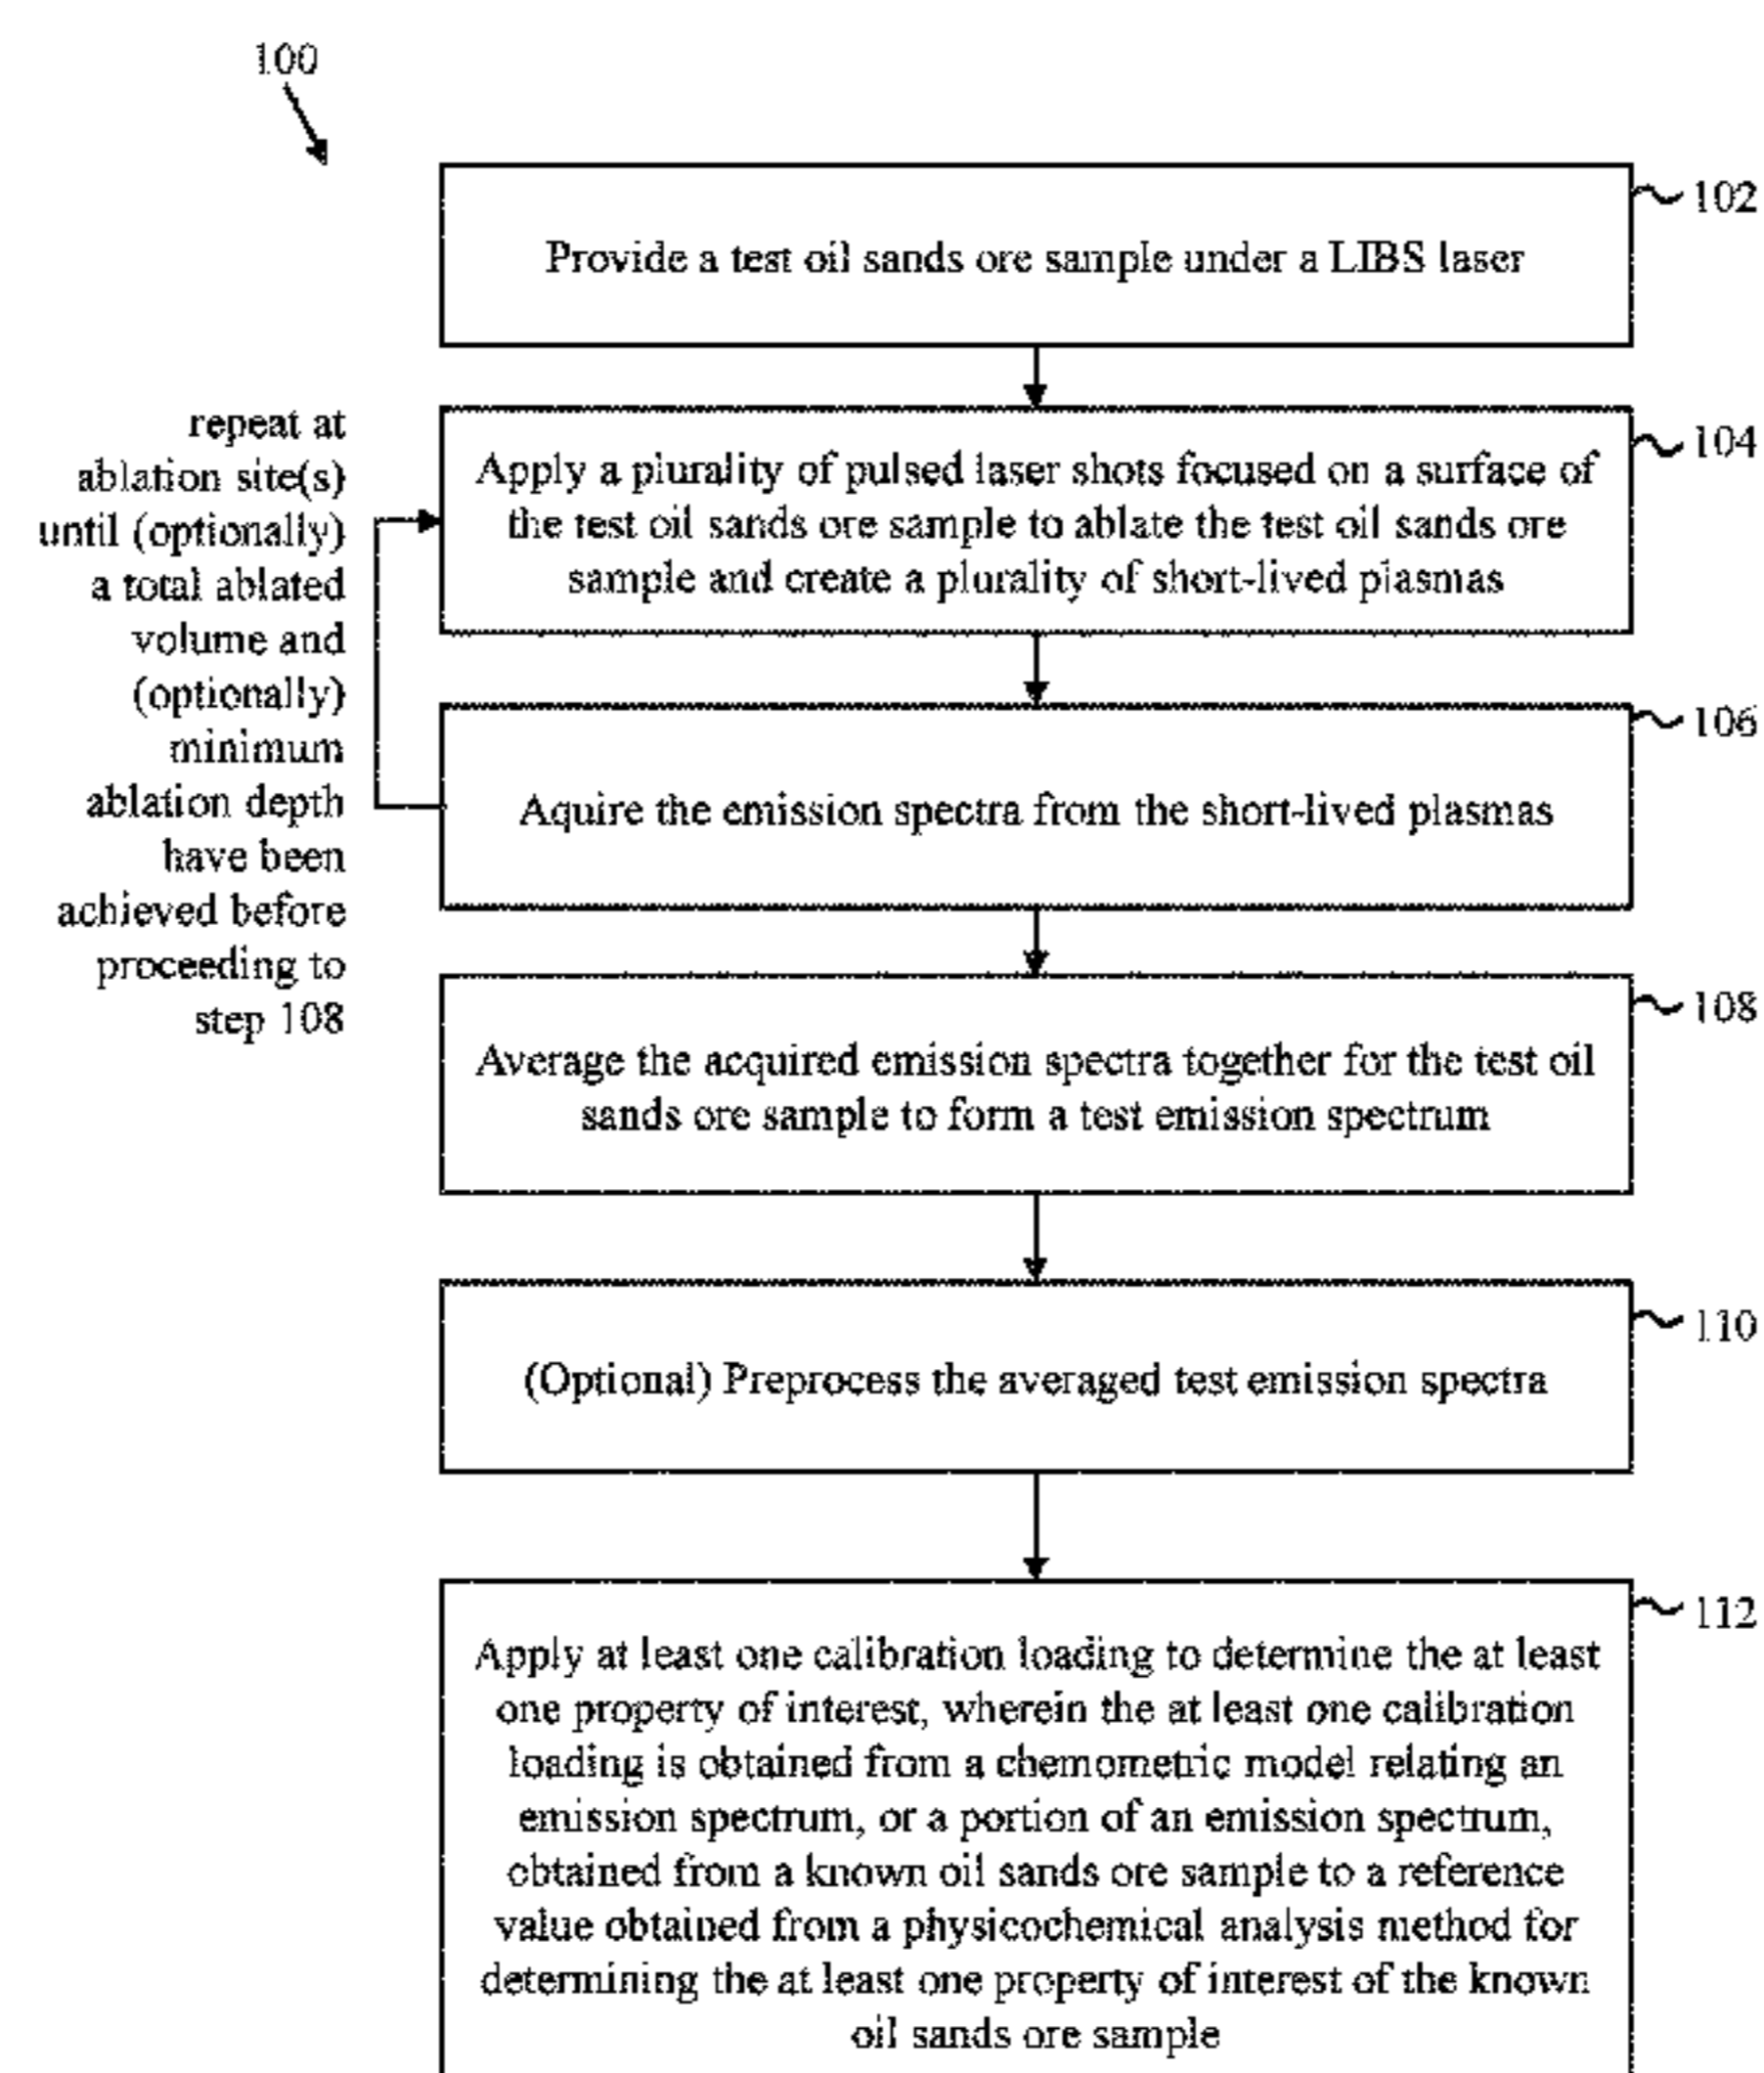 100
102
Provide a test oil sands ore sample under a LIBS laser
repeat at
ablation site(s)
until (optionally)
a total ablated
volume and
(optionally)
minimum
ablation depth
have been
achieved before
proceeding to
step 108
104
Apply a plurality of pulsed laser shots focused on a surface of
the test oil sands ore sample to ablate the test oil sands ore
sample and create a plurality of short-lived plasmas
106
Aquire the emission spectra from the short-lived plasmas
108
Average the acquired emission spectra together for the test oil
sands ore sample to form a test emission spectrum
110
(Optional) Preprocess the averaged test emission spectra
112
Apply at least one calibration loading to determine the at least
one property of interest, wherein the at least one calibration
loading is obtained from a chemometric model relating an
emission spectrum, or a portion of an emission spectrum,
obtained from a known oil sands ore sample to a reference
value obtained from a physicochemical analysis method for
determining the at least one property of interest of the known
oil sands ore sample